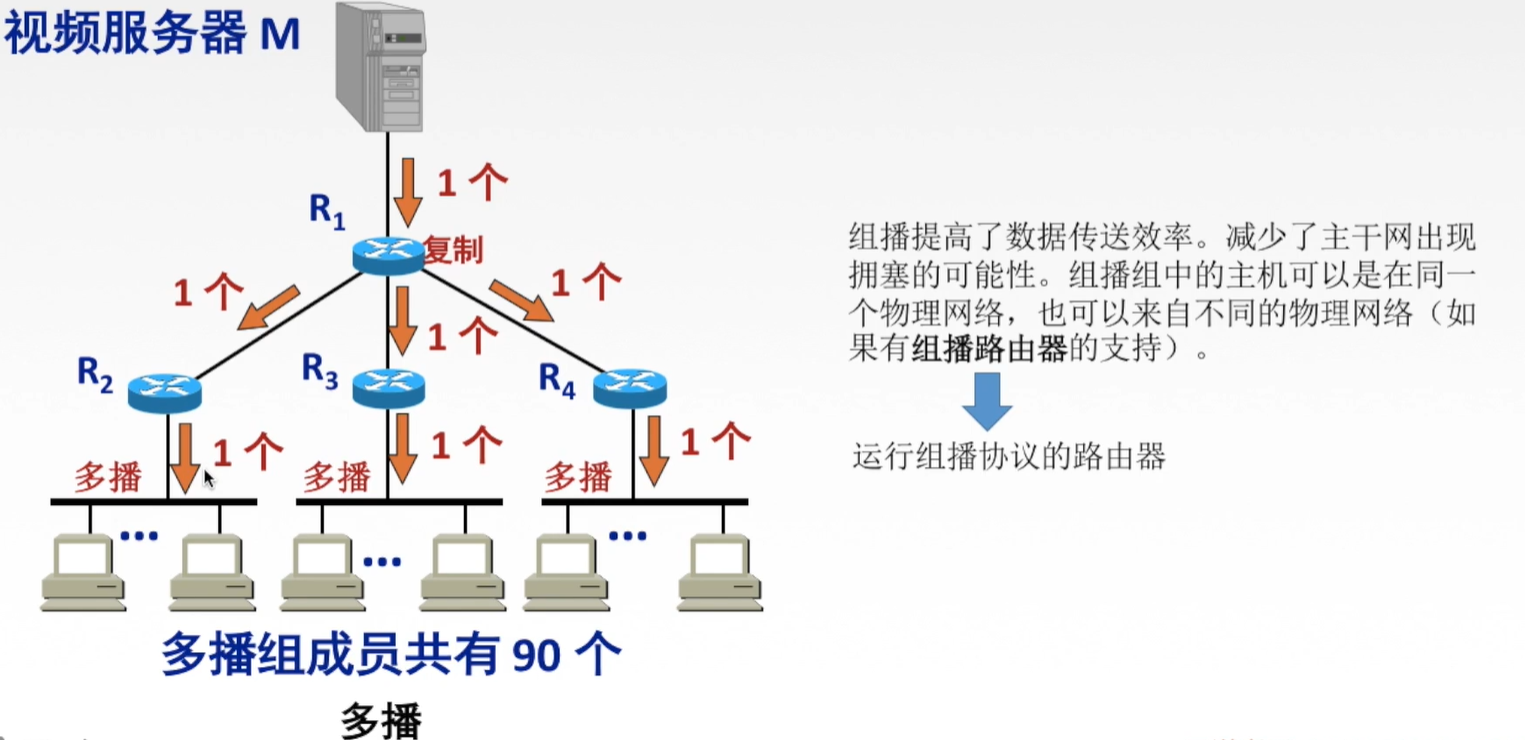 视频服务器 M
1 个
R1
复制
1 个
1 个
1 个
R2
R3
R4
1 个
1 个
1 个
多播
多播
多播
...
...
...
多播组成员共有 90 个
多播
组播提高了数据传送效率。减少了主干网出现
拥塞的可能性。组播组中的主机可以是在同一
个物理网络，也可以来自不同的物理网络（如
果有组播路由器的支持）。
运行组播协议的路由器